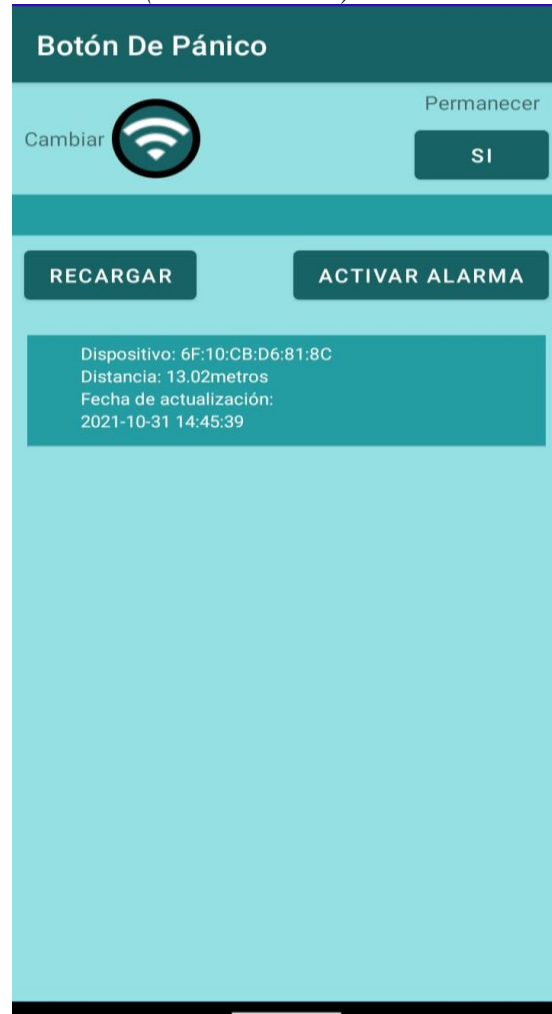 Botón De Pánico
Permanecer
Cambiar
SI
RECARGAR
ACTIVAR ALARMA
Dispositivo: 6F:10:CB:D6:81:8C
Distancia: 13.02metros
Fecha de actualización:
2021-10-31 14:45:39